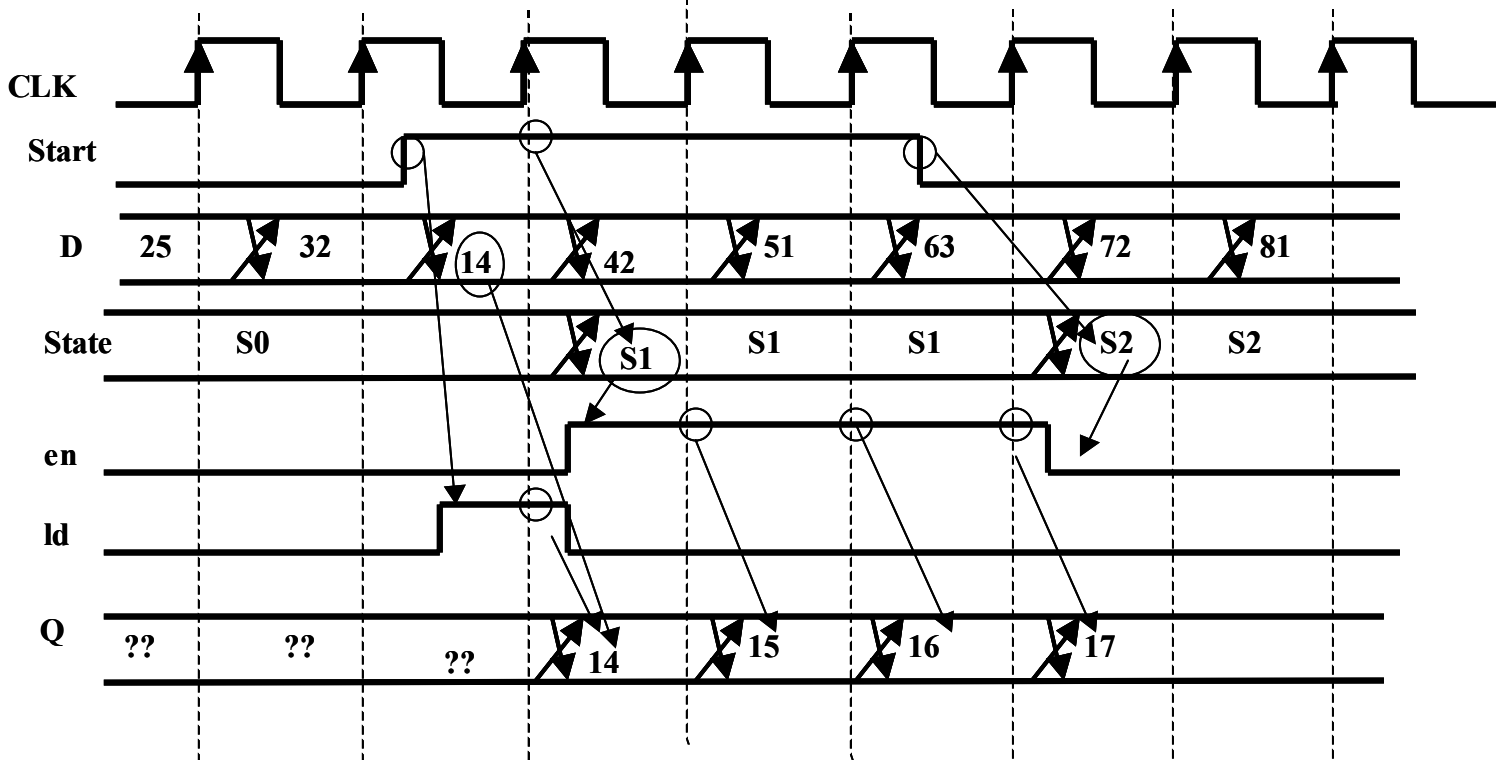 CLK
Start
D 25 32 14 42 51 63 72 81
State S0 S1 S1 S1 S2 S2
en
ld
Q ?? ?? ?? 14 15 16 17